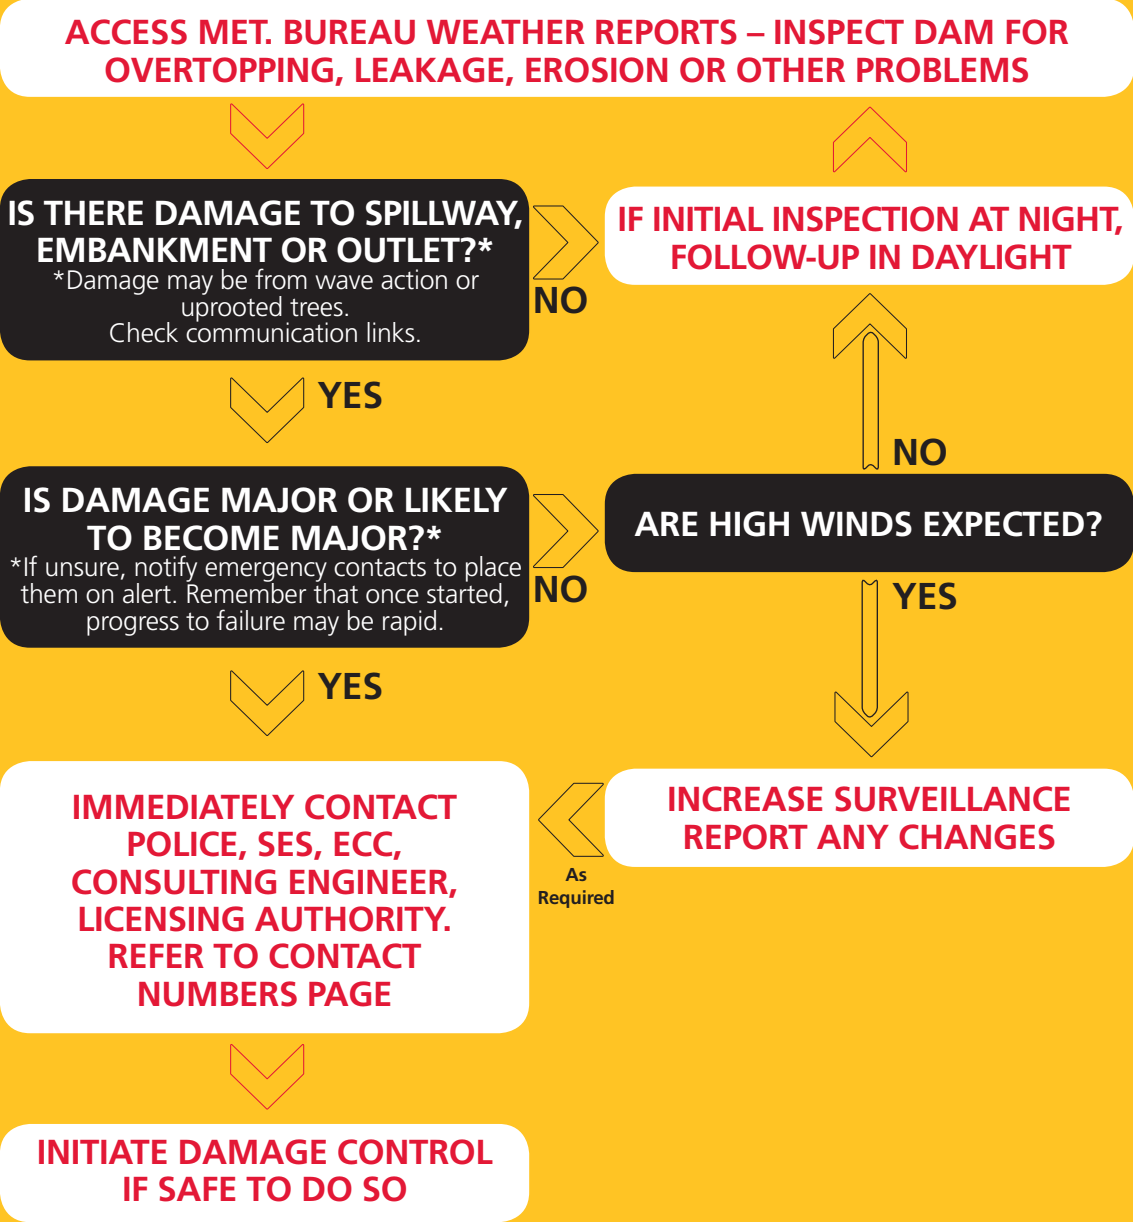 ACCESS MET. BUREAU WEATHER REPORTS – INSPECT DAM FOR
OVERTOPPING, LEAKAGE, EROSION OR OTHER PROBLEMS
IS THERE DAMAGE TO SPILLWAY,
EMBANKMENT OR OUTLET?*
*Damage may be from wave action or
uprooted trees.
Check communication links.
NO
IF INITIAL INSPECTION AT NIGHT,
FOLLOW-UP IN DAYLIGHT
YES
IS DAMAGE MAJOR OR LIKELY
TO BECOME MAJOR?*
*If unsure, notify emergency contacts to place
them on alert. Remember that once started,
progress to failure may be rapid.
NO
NO
ARE HIGH WINDS EXPECTED?
YES
YES
IMMEDIATELY CONTACT
POLICE, SES, ECC,
CONSULTING ENGINEER,
LICENSING AUTHORITY.
REFER TO CONTACT
NUMBERS PAGE
As
Required
INCREASE SURVEILLANCE
REPORT ANY CHANGES
INITIATE DAMAGE CONTROL
IF SAFE TO DO SO